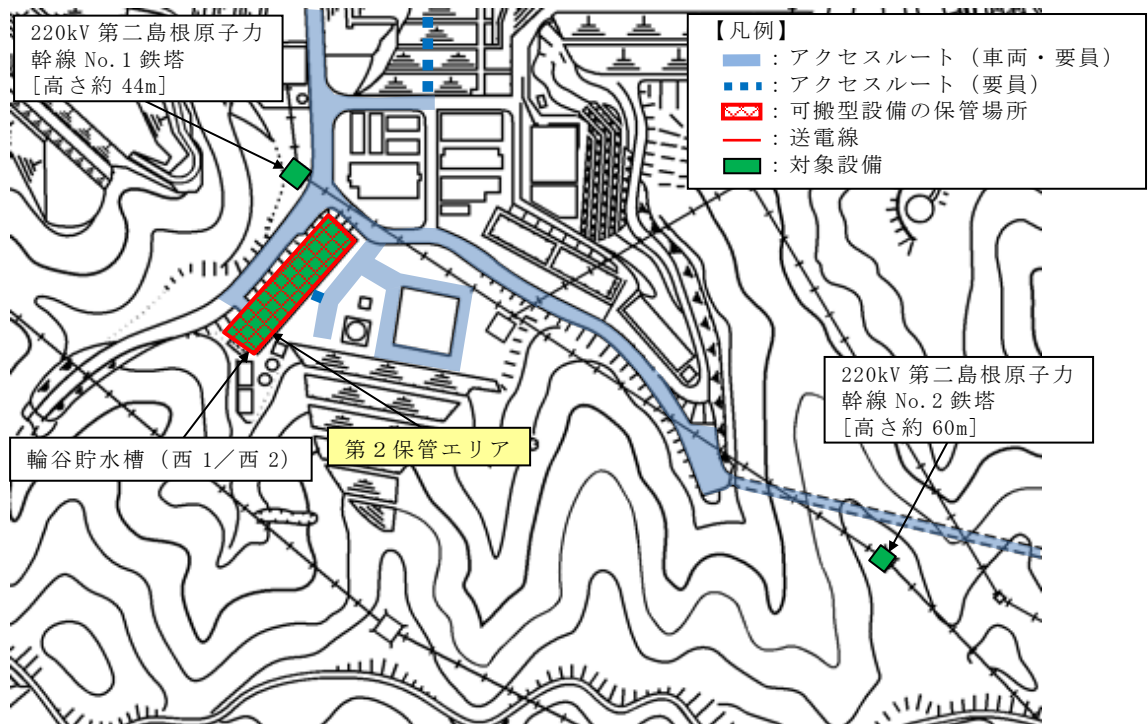 220kV 第二島根原子力
幹線 No.1 鉄塔
[高さ約 44m]
【凡例】
：アクセスルート（車両・要員）
：アクセスルート（要員）
：可搬型設備の保管場所
：送電線
：対象設備
220kV 第二島根原子力
幹線 No.2 鉄塔
[高さ約 60m]
輪谷貯水槽（西 1／西 2）
第２保管エリア